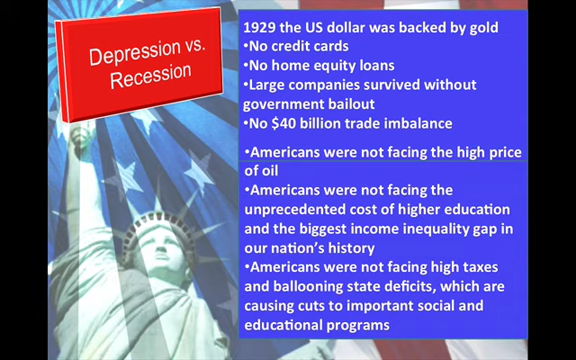 Depression vs.
Recession
1929 the US dollar was backed by gold
•No credit cards
•No home equity loans
•Large companies survived without
government bailout
•No $40 billion trade imbalance
•Americans were not facing the high price
of oil
•Americans were not facing the
unprecedented cost of higher education
and the biggest income inequality gap in
our nation's history
•Americans were not facing high taxes
and ballooning state deficits, which are
causing cuts to important social and
educational programs